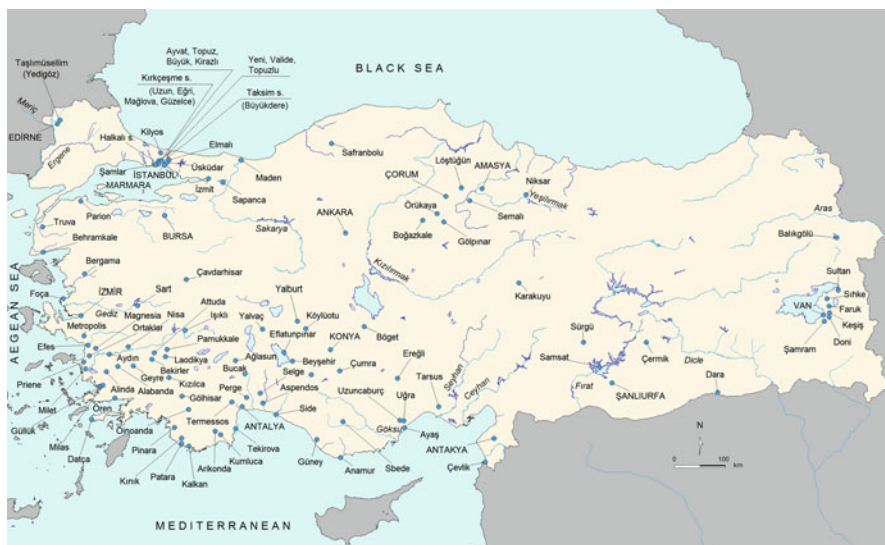 Ayvat, Topuz,
Büyük, Kirazlı
Yeni, Valide,
Topuzlu
Taşlımüsellim
(Yedigöz)
Kırkçeşme s.
(Uzun, Eğri,
Mağlova, Güzelce)
Taksim s.
(Büyükdere)
BLACK SEA
Meriç
EDİRNE
Ergene
Halkalı s.
Kilyos
Elmalı
Şamlar
İSTANBUL
Üsküdar
MARMARA
İzmit
Maden
Sapanca
Safranbolu
ÇORUM
Löştüğün
AMASYA
Niksar
Yeşilırmak
Örükaya
Semalı
Boğazkale
Gölpınar
Aras
Balıkgölü
Truva
Parion
BURSA
Sakarya
ANKARA
Behramkale
Bergama
Çavdarhisar
Kızılırmak
Karakuyu
Sultan
Sıhke
VAN
Faruk
Keşiş
Doni
Şamram
AEGEAN SEA
Foça
İZMİR
Gediz
Sart
Attuda
Yalburt
Metropolis
Magnesia
Nisa
Işıklı
Yalvaç
Köylüotu
Ortaklar
Eflatunpınar
KONYA
Böget
Efes
Pamukkale
Sürgü
Aydın
Laodikya
Ağlasun
Beyşehir
Ereğli
Samsat
Çermik
Dicle
Priene
Bekirler
Bucak
Selge
Çumra
Tarsus
Seyhan
Ceyhan
Fırat
Dara
Alinda
Geyre
Kızılca
Perge
Aspendos
Uzuncaburç
ŞANLIURFA
Milet
Alabanda
Gölhisar
Uğra
Ören
Termessos
ANTALYA
Side
Göksu
Ayaş
ANTAKYA
Güllük
Oinoanda
Milas
Pınara
Tekirova
Güney
Sbede
Çevlik
Datça
Kumluca
Patara
Arikonda
Anamur
Kınık
Kalkan
N
0 100
km
MEDITERRANEAN